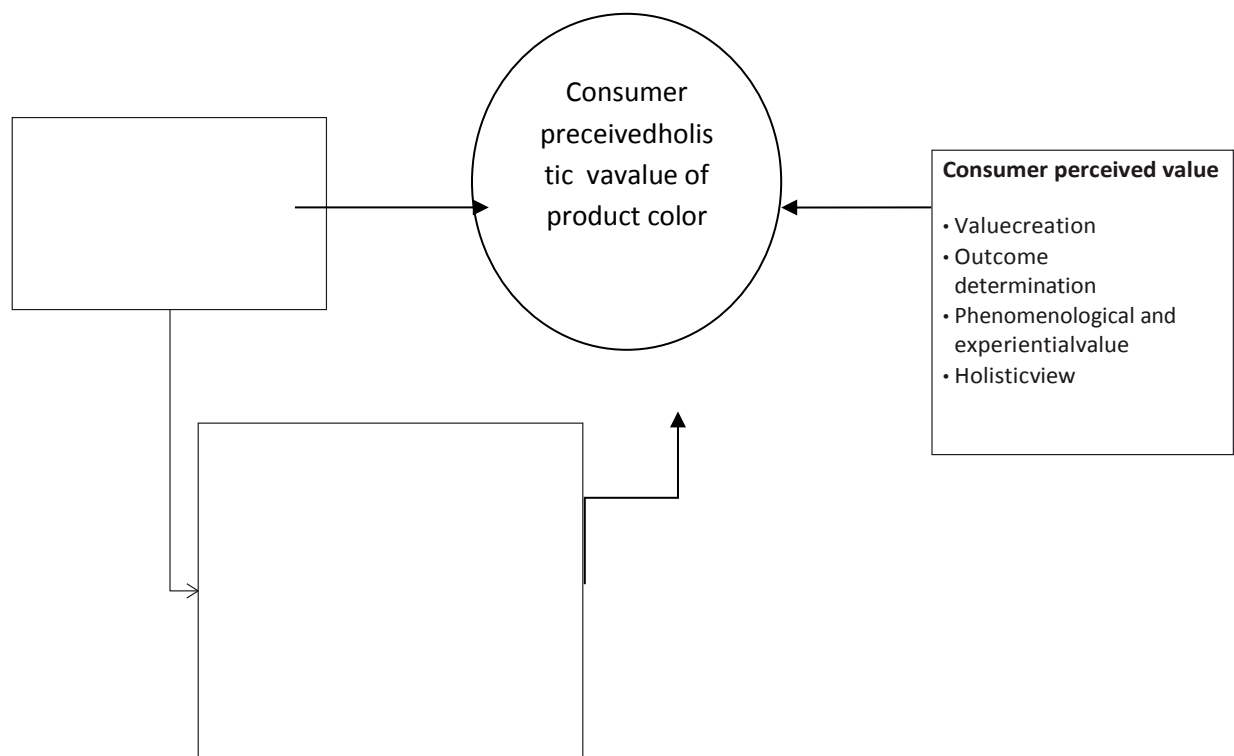 Consumer
preceivedholis
tic vavalue of
product color
Consumer perceived value
• Valuecreation
• Outcome
determination
• Phenomenological and
experientialvalue
• Holisticview